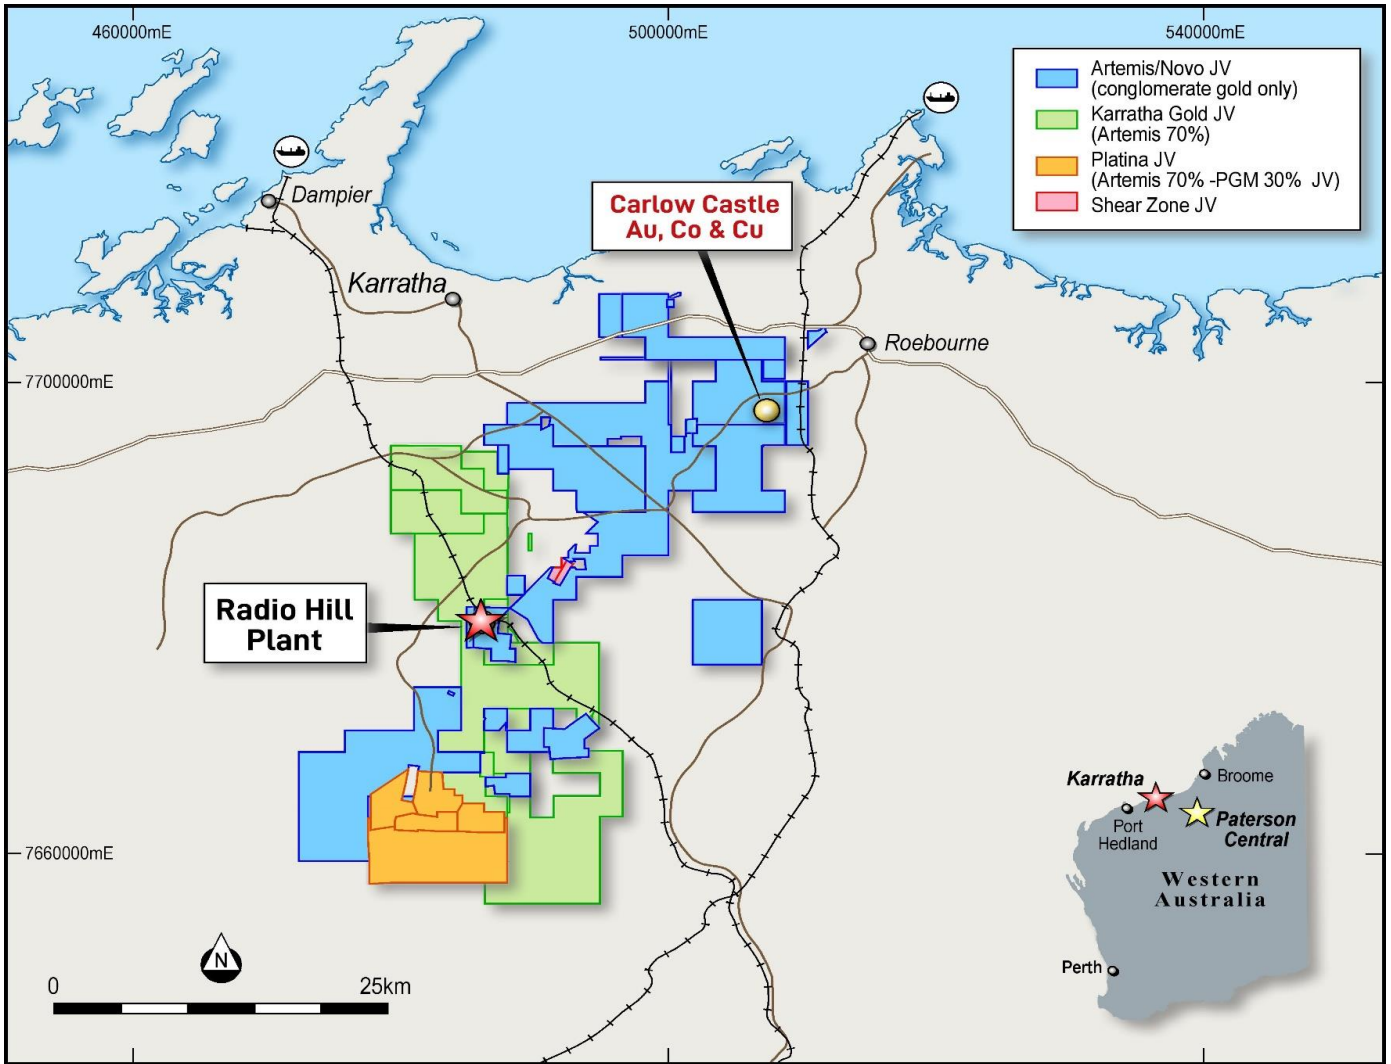 460000mE
500000mE
540000mE
Artemis/Novo JV
(conglomerate gold only)
Karratha Gold JV
(Artemis 70%)
Platina JV
(Artemis 70% -PGM 30% JV)
Shear Zone JV
Dampier
Carlow Castle
Au, Co & Cu
Karratha
Roebourne
7700000mE
Radio Hill
Plant
Karratha
Broome
Port
Hedland
Paterson
Central
7660000mE
Western
Australia
Perth
N
0
25km